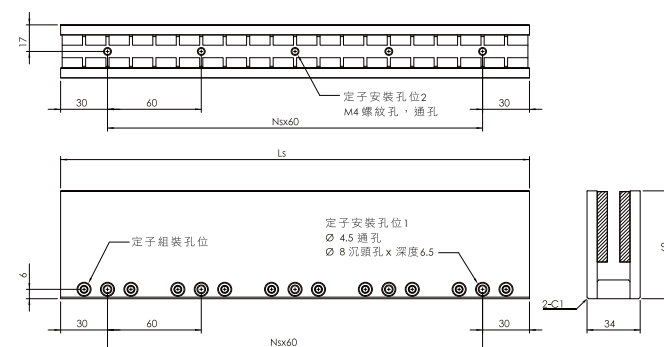 17
30
60
30
定子安裝孔位2
M4 螺紋孔，通孔
Nsx60
Ls
定子組裝孔位
定子安裝孔位1
Ø 4.5 通孔
Ø 8 沉頭孔 x 深度6.5
6
30
60
30
Nsx60
2-C1
34